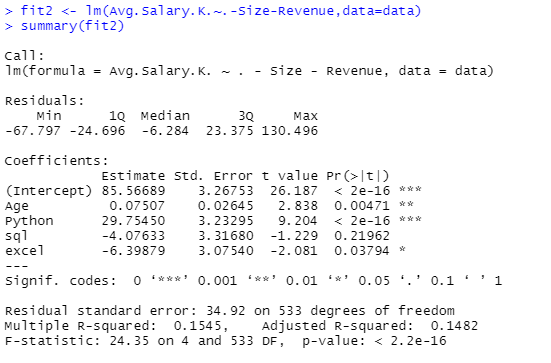 > fit2 <- lm(Avg.Salary.K.~.-Size-Revenue,data=data)
> summary(fit2)
Call:
lm(formula = Avg.Salary.K. ~ . - Size - Revenue, data = data)
Residuals:
    Min      1Q  Median      3Q     Max
-67.797 -24.696  -6.284  23.375 130.496
Coefficients:
            Estimate Std. Error t value Pr(>|t|)
(Intercept) 85.56689    3.26753  26.187  < 2e-16 ***
Age          0.07507    0.02645   2.838  0.00471 **
Python      29.75450    3.23295   9.204  < 2e-16 ***
sql         -4.07633    3.31680  -1.229  0.21962
excel       -6.39879    3.07540  -2.081  0.03794 *
---
Signif. codes:  0 ‘***’ 0.001 ‘**’ 0.01 ‘*’ 0.05 ‘.’ 0.1 ‘ ’ 1
Residual standard error: 34.92 on 533 degrees of freedom
Multiple R-squared:  0.1545,    Adjusted R-squared:  0.1482
F-statistic: 24.35 on 4 and 533 DF,  p-value: < 2.2e-16